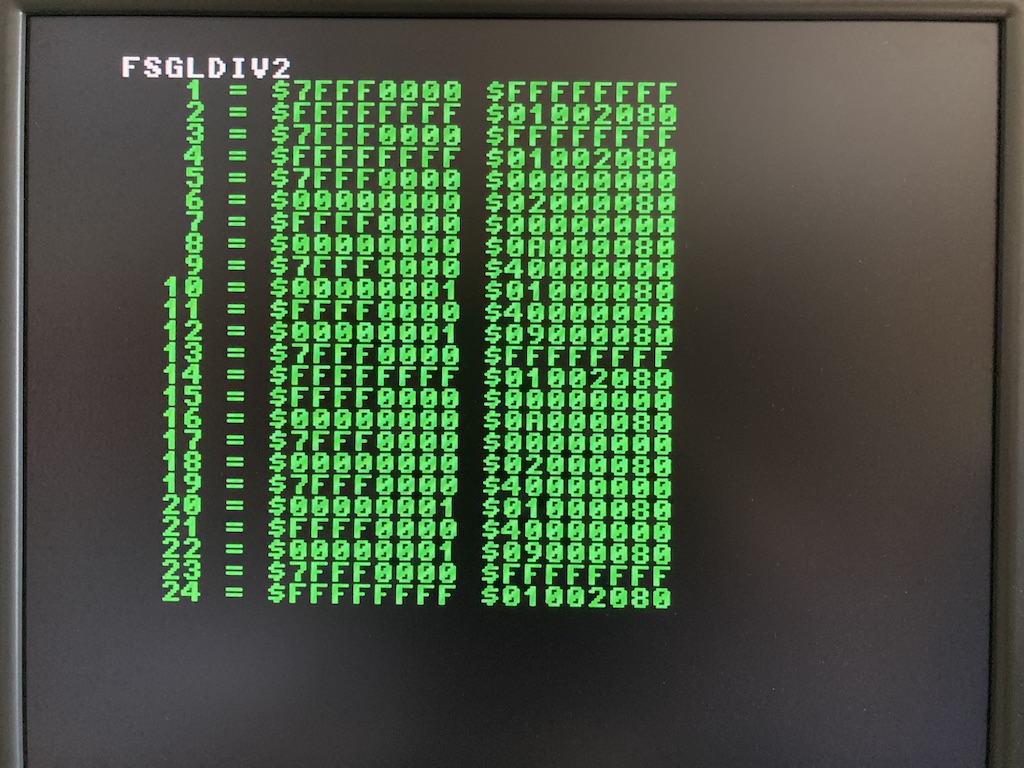 FSGLDIV2
1 = $7FFF0000 $FFFFFFFF
2 = $FFFFFFFF $01002080
3 = $7FFF0000 $FFFFFFFF
4 = $FFFFFFFF $01002080
5 = $7FFF0000 $00000000
6 = $00000000 $02000080
7 = $FFFF0000 $00000000
8 = $00000000 $0A000080
9 = $7FFF0000 $40000000
10 = $00000001 $01000080
11 = $FFFF0000 $40000000
12 = $00000001 $09000080
13 = $7FFF0000 $FFFFFFFF
14 = $FFFFFFFF $01002080
15 = $FFFF0000 $00000000
16 = $00000000 $0A000080
17 = $7FFF0000 $00000000
18 = $00000000 $02000080
19 = $7FFF0000 $40000000
20 = $00000001 $01000080
21 = $FFFF0000 $40000000
22 = $00000001 $09000080
23 = $7FFF0000 $FFFFFFFF
24 = $FFFFFFFF $01002080